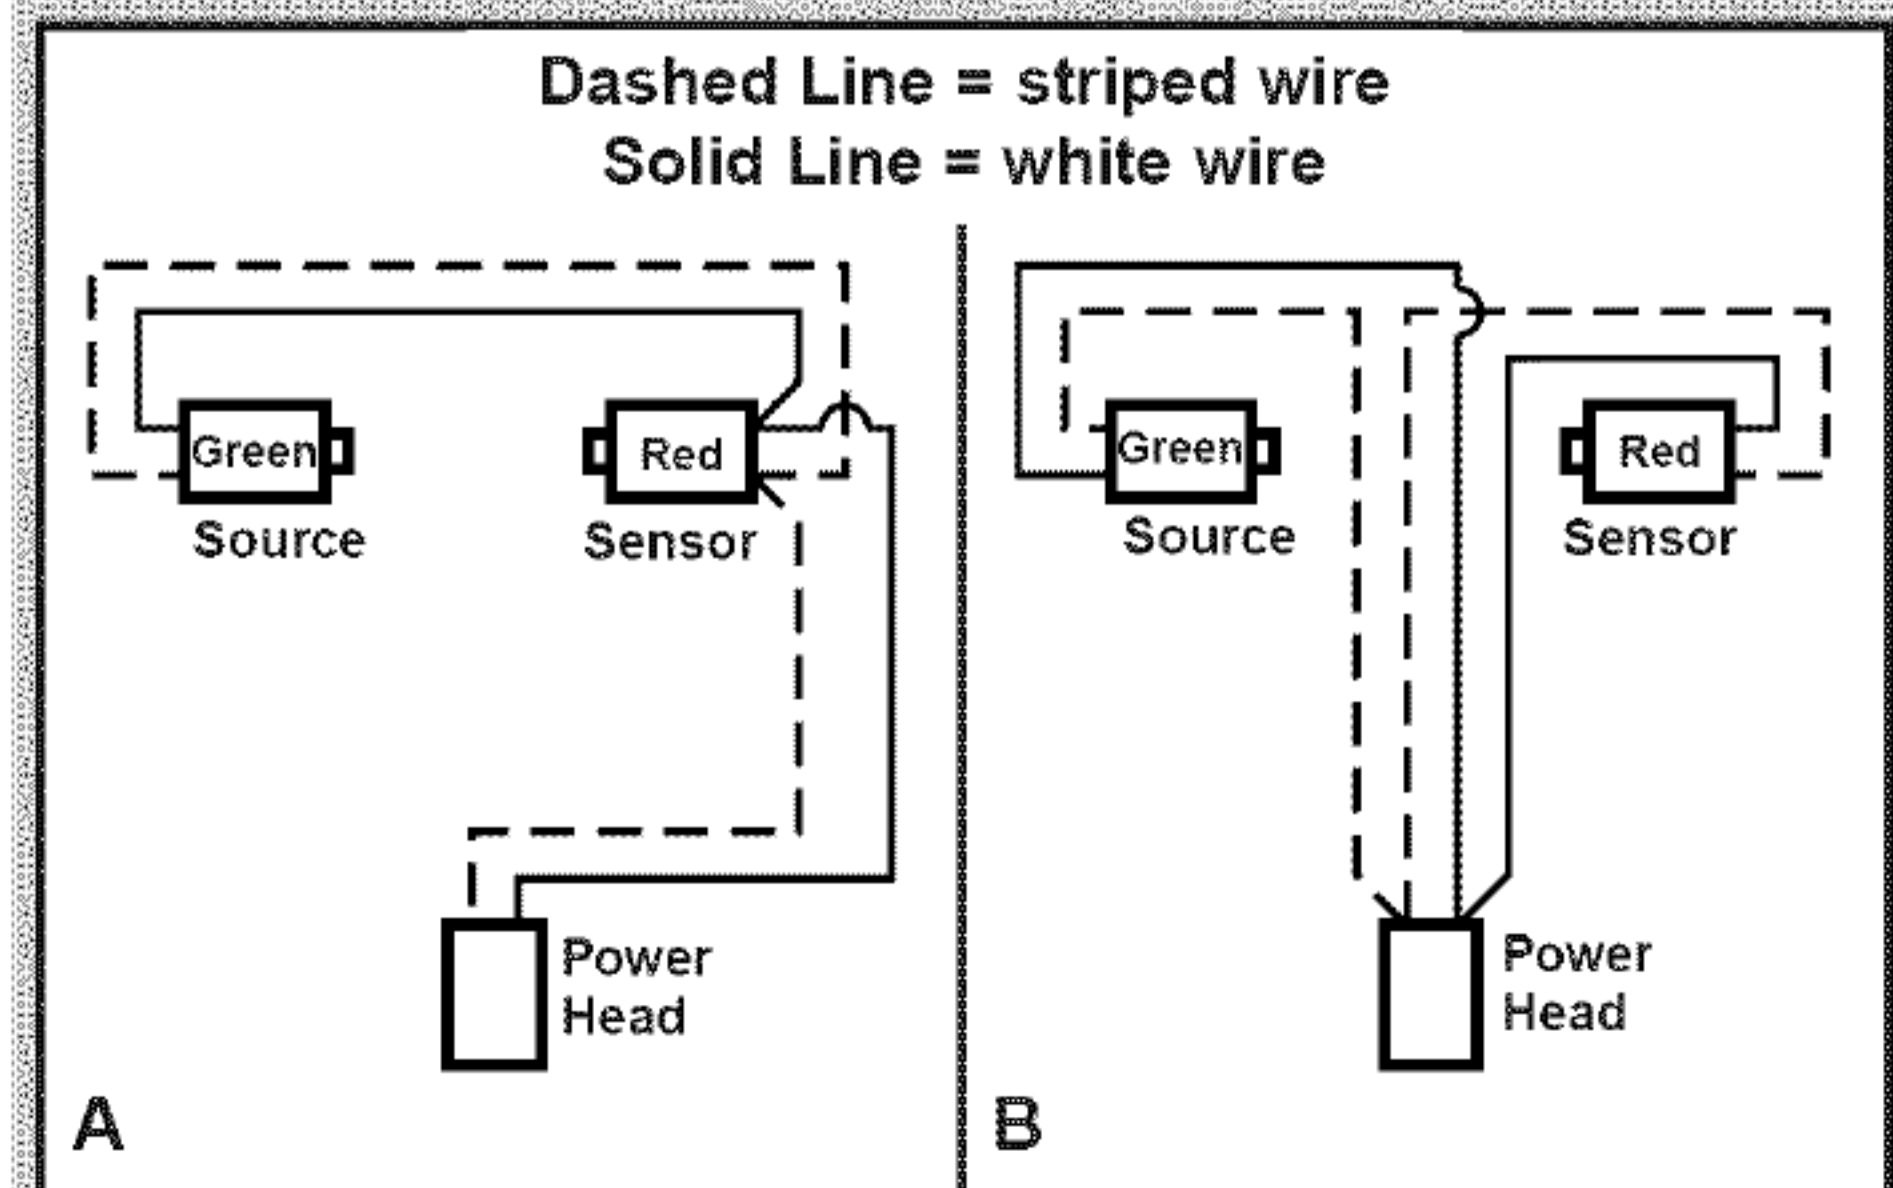 Dashed Line = striped wire
Solid Line = white wire
Green
Source
Red
Sensor
Power
Head
A
Green
Source
Red
Sensor
Power
Head
B